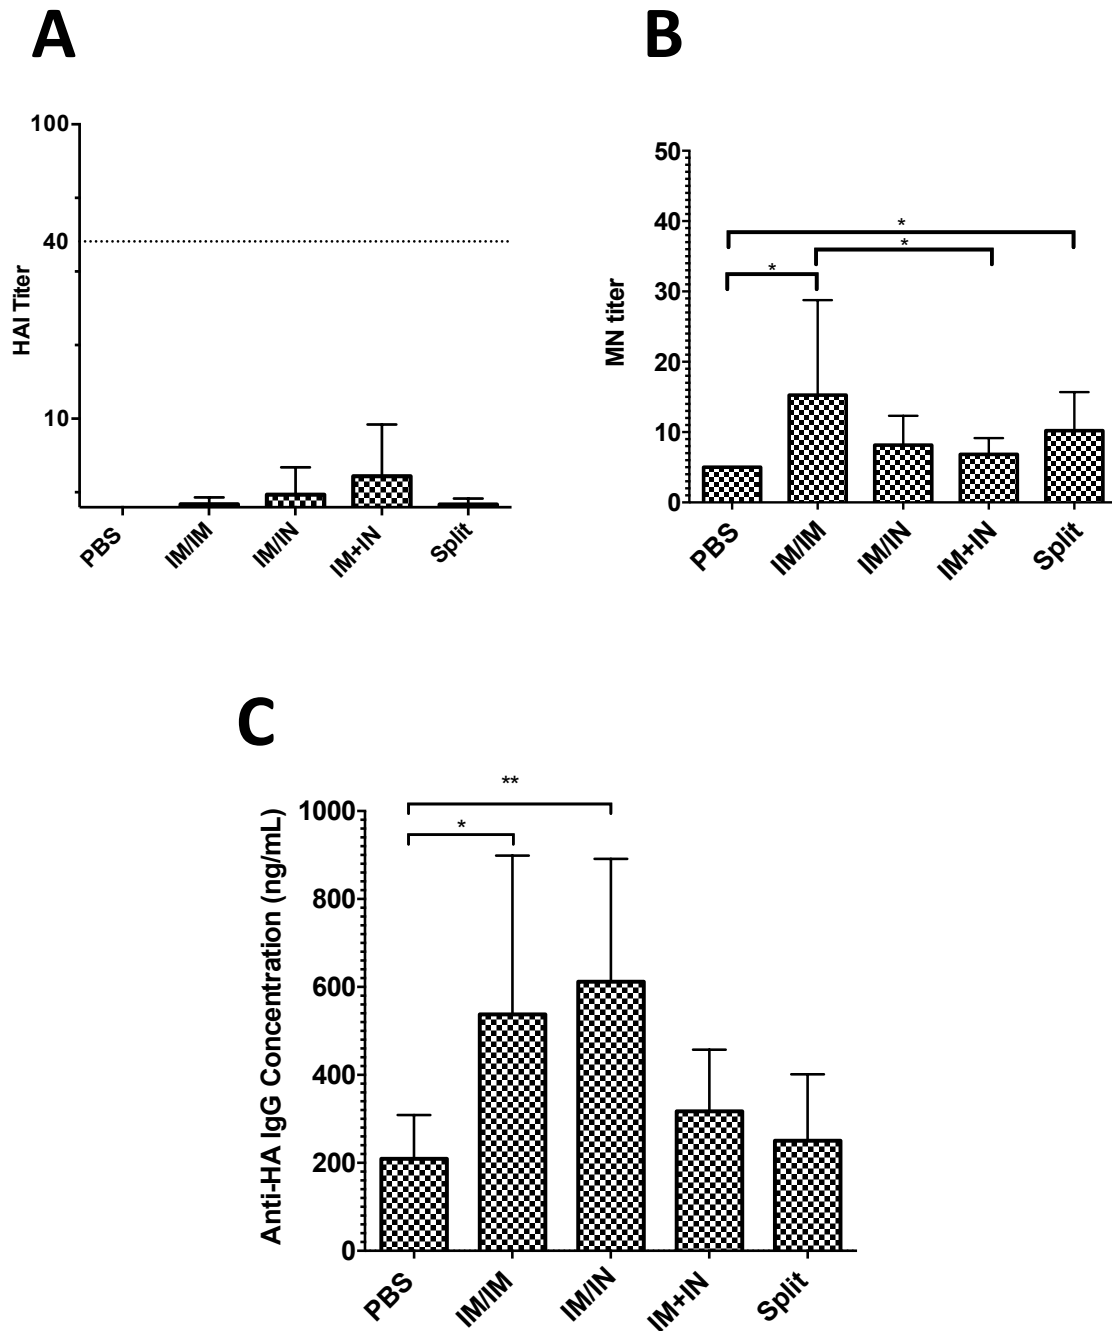 A
B
100
40
10
HAI Titer
PBS
IM/IM
IM/IN
IM+IN
Split
50
40
30
20
10
0
MN titer
*
*
*
PBS
IM/IM
IM/IN
IM+IN
Split
C
1000
800
600
400
200
0
Anti-HA IgG Concentration (ng/mL)
**
*
PBS
IM/IM
IM/IN
IM+IN
Split